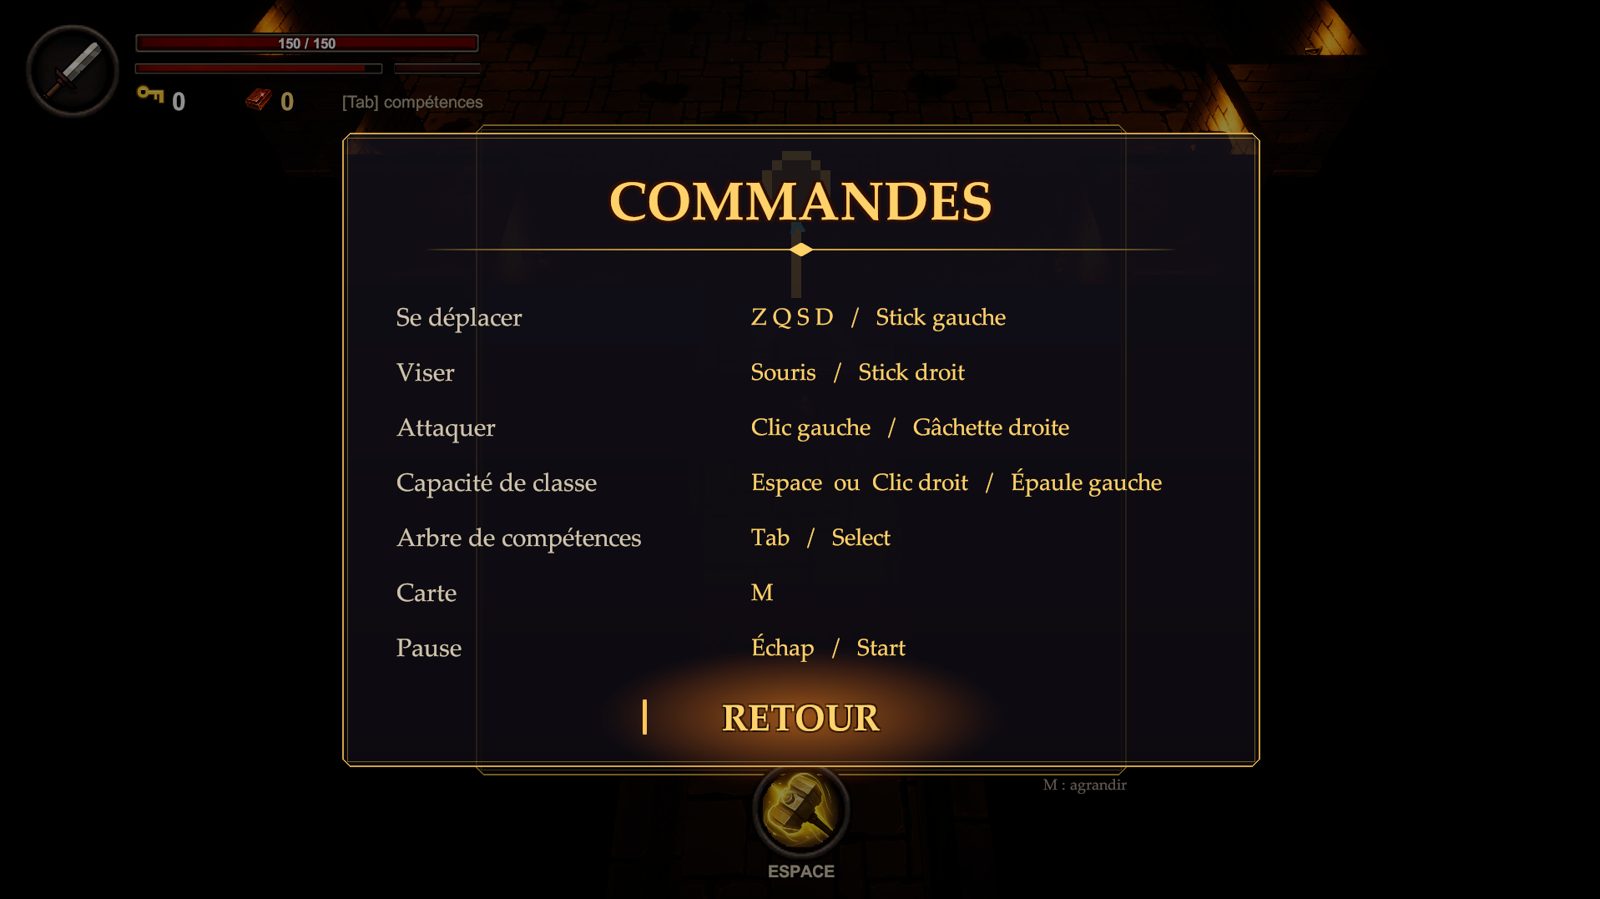 150 / 150
0
0
[Tab] compétences
COMMANDES
Se déplacer
Z Q S D / Stick gauche
Viser
Souris / Stick droit
Attaquer
Clic gauche / Gâchette droite
Capacité de classe
Espace ou Clic droit / Épaule gauche
Arbre de compétences
Tab / Select
Carte
M
Pause
Échap / Start
RETOUR
M : agrandir
ESPACE